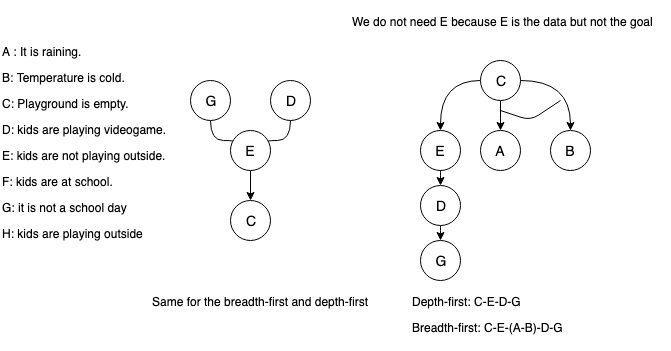 We do not need E because E is the data but not the goal
A : It is raining.
B: Temperature is cold.
C: Playground is empty.
D: kids are playing videogame.
E: kids are not playing outside.
F: kids are at school.
G: it is not a school day
H: kids are playing outside
G D
E
C
C
E A B
D
G
Same for the breadth-first and depth-first
Depth-first: C-E-D-G
Breadth-first: C-E-(A-B)-D-G